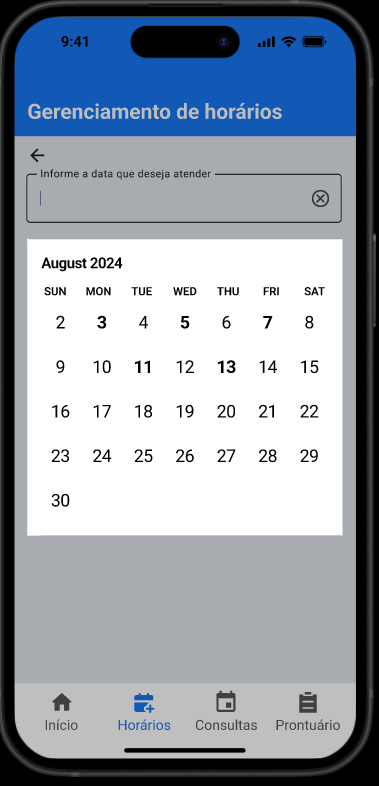 9:41
Gerenciamento de horários
Informe a data que deseja atender
August 2024
SUN MON TUE WED THU FRI SAT
2 3 4 5 6 7 8
9 10 11 12 13 14 15
16 17 18 19 20 21 22
23 24 25 26 27 28 29
30
Início Horários Consultas Prontuário